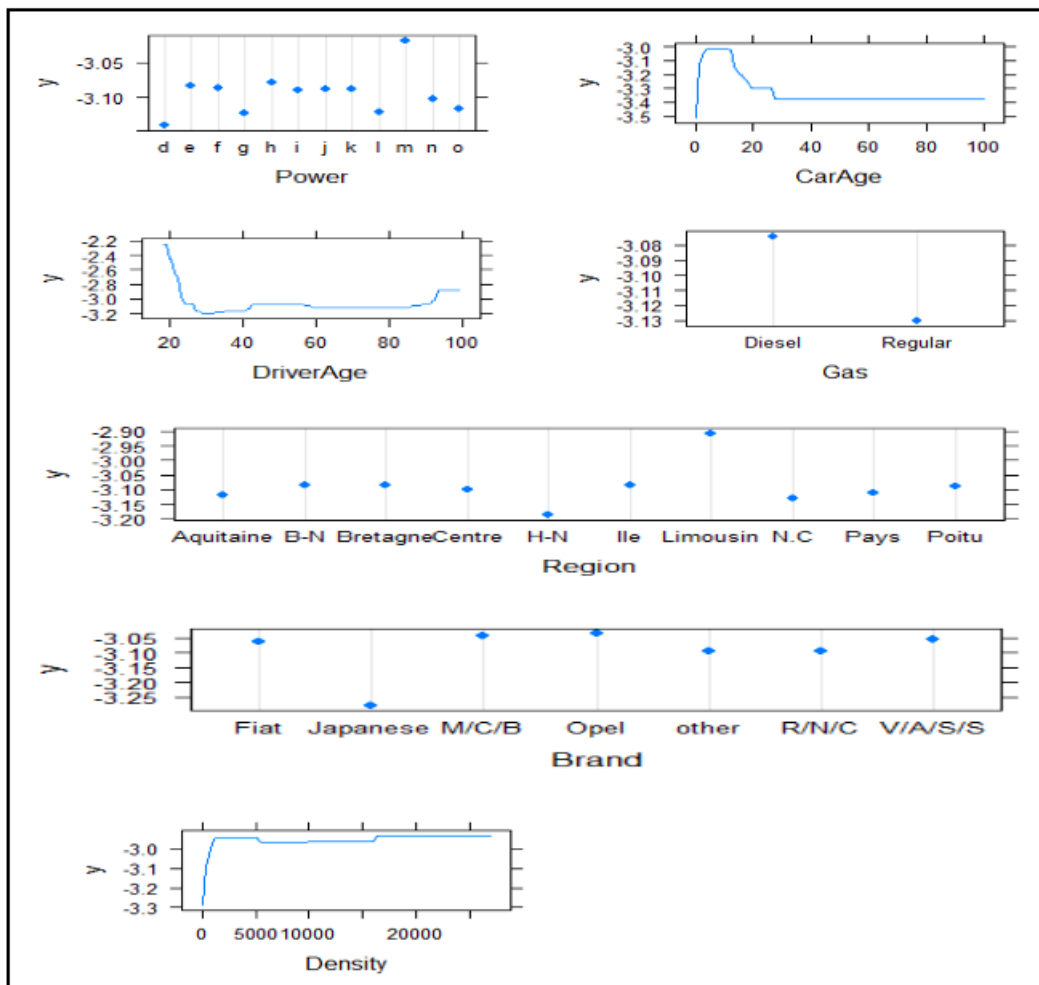 y
-3.05
-3.10
d e f g h i j k l m n o
Power
y
-3.0
-3.1
-3.2
-3.3
-3.4
-3.5
0 20 40 60 80 100
CarAge
y
-2.2
-2.4
-2.6
-2.8
-3.0
-3.2
20 40 60 80 100
DriverAge
y
-3.08
-3.09
-3.10
-3.11
-3.12
-3.13
Diesel Regular
Gas
y
-2.90
-2.95
-3.00
-3.05
-3.10
-3.15
-3.20
Aquitaine B-N Bretagne Centre H-N Ile Limousin N.C Pays Poitu
Region
y
-3.05
-3.10
-3.15
-3.20
-3.25
Fiat Japanese M/C/B Opel other R/N/C V/A/S/S
Brand
y
-3.0
-3.1
-3.2
-3.3
0 5000 10000 20000
Density